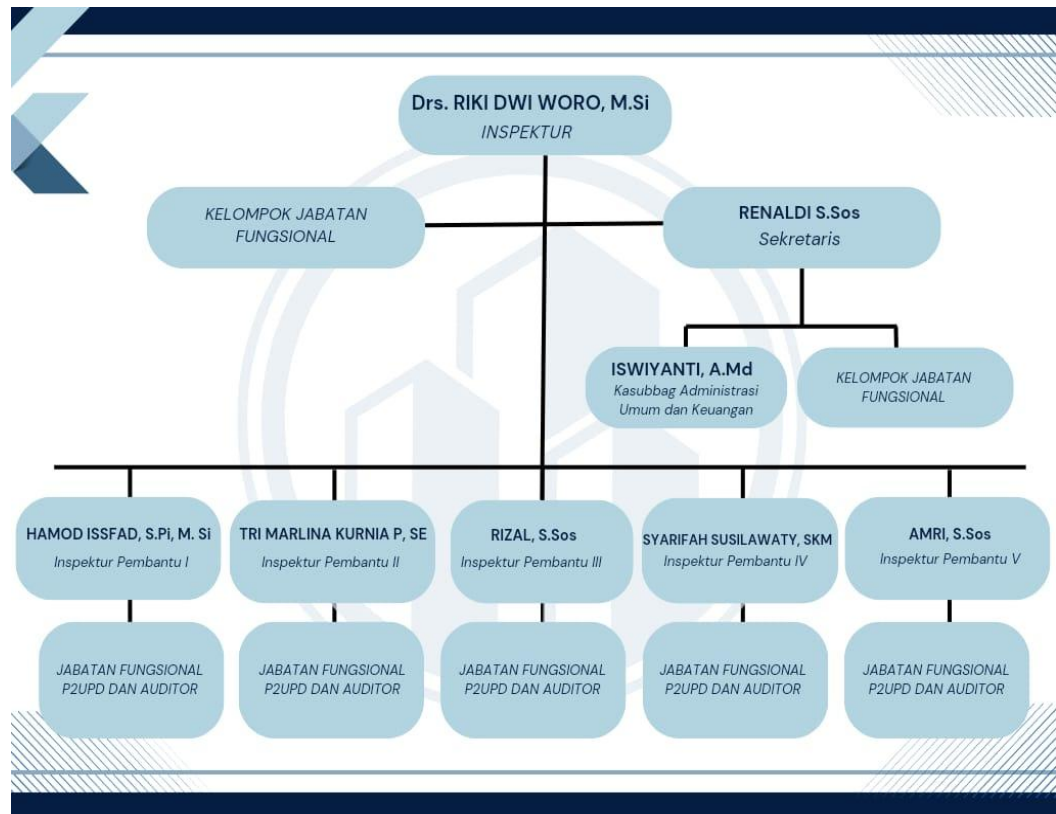 Drs. RIKI DWI WORO, M.Si
INSPEKTUR
KELOMPOK JABATAN
FUNGSIONAL
RENALDI S.Sos
Sekretaris
ISWIYANTI, A.Md
Kasubbag Administrasi
Umum dan Keuangan
KELOMPOK JABATAN
FUNGSIONAL
HAMOD ISSFAD, S.Pi, M. Si
Inspektur Pembantu I
TRI MARLINA KURNIA P, SE
Inspektur Pembantu II
RIZAL, S.Sos
Inspektur Pembantu III
SYARIFAH SUSILAWATY, SKM
Inspektur Pembantu IV
AMRI, S.Sos
Inspektur Pembantu V
JABATAN FUNGSIONAL
P2UPD DAN AUDITOR
JABATAN FUNGSIONAL
P2UPD DAN AUDITOR
JABATAN FUNGSIONAL
P2UPD DAN AUDITOR
JABATAN FUNGSIONAL
P2UPD DAN AUDITOR
JABATAN FUNGSIONAL
P2UPD DAN AUDITOR